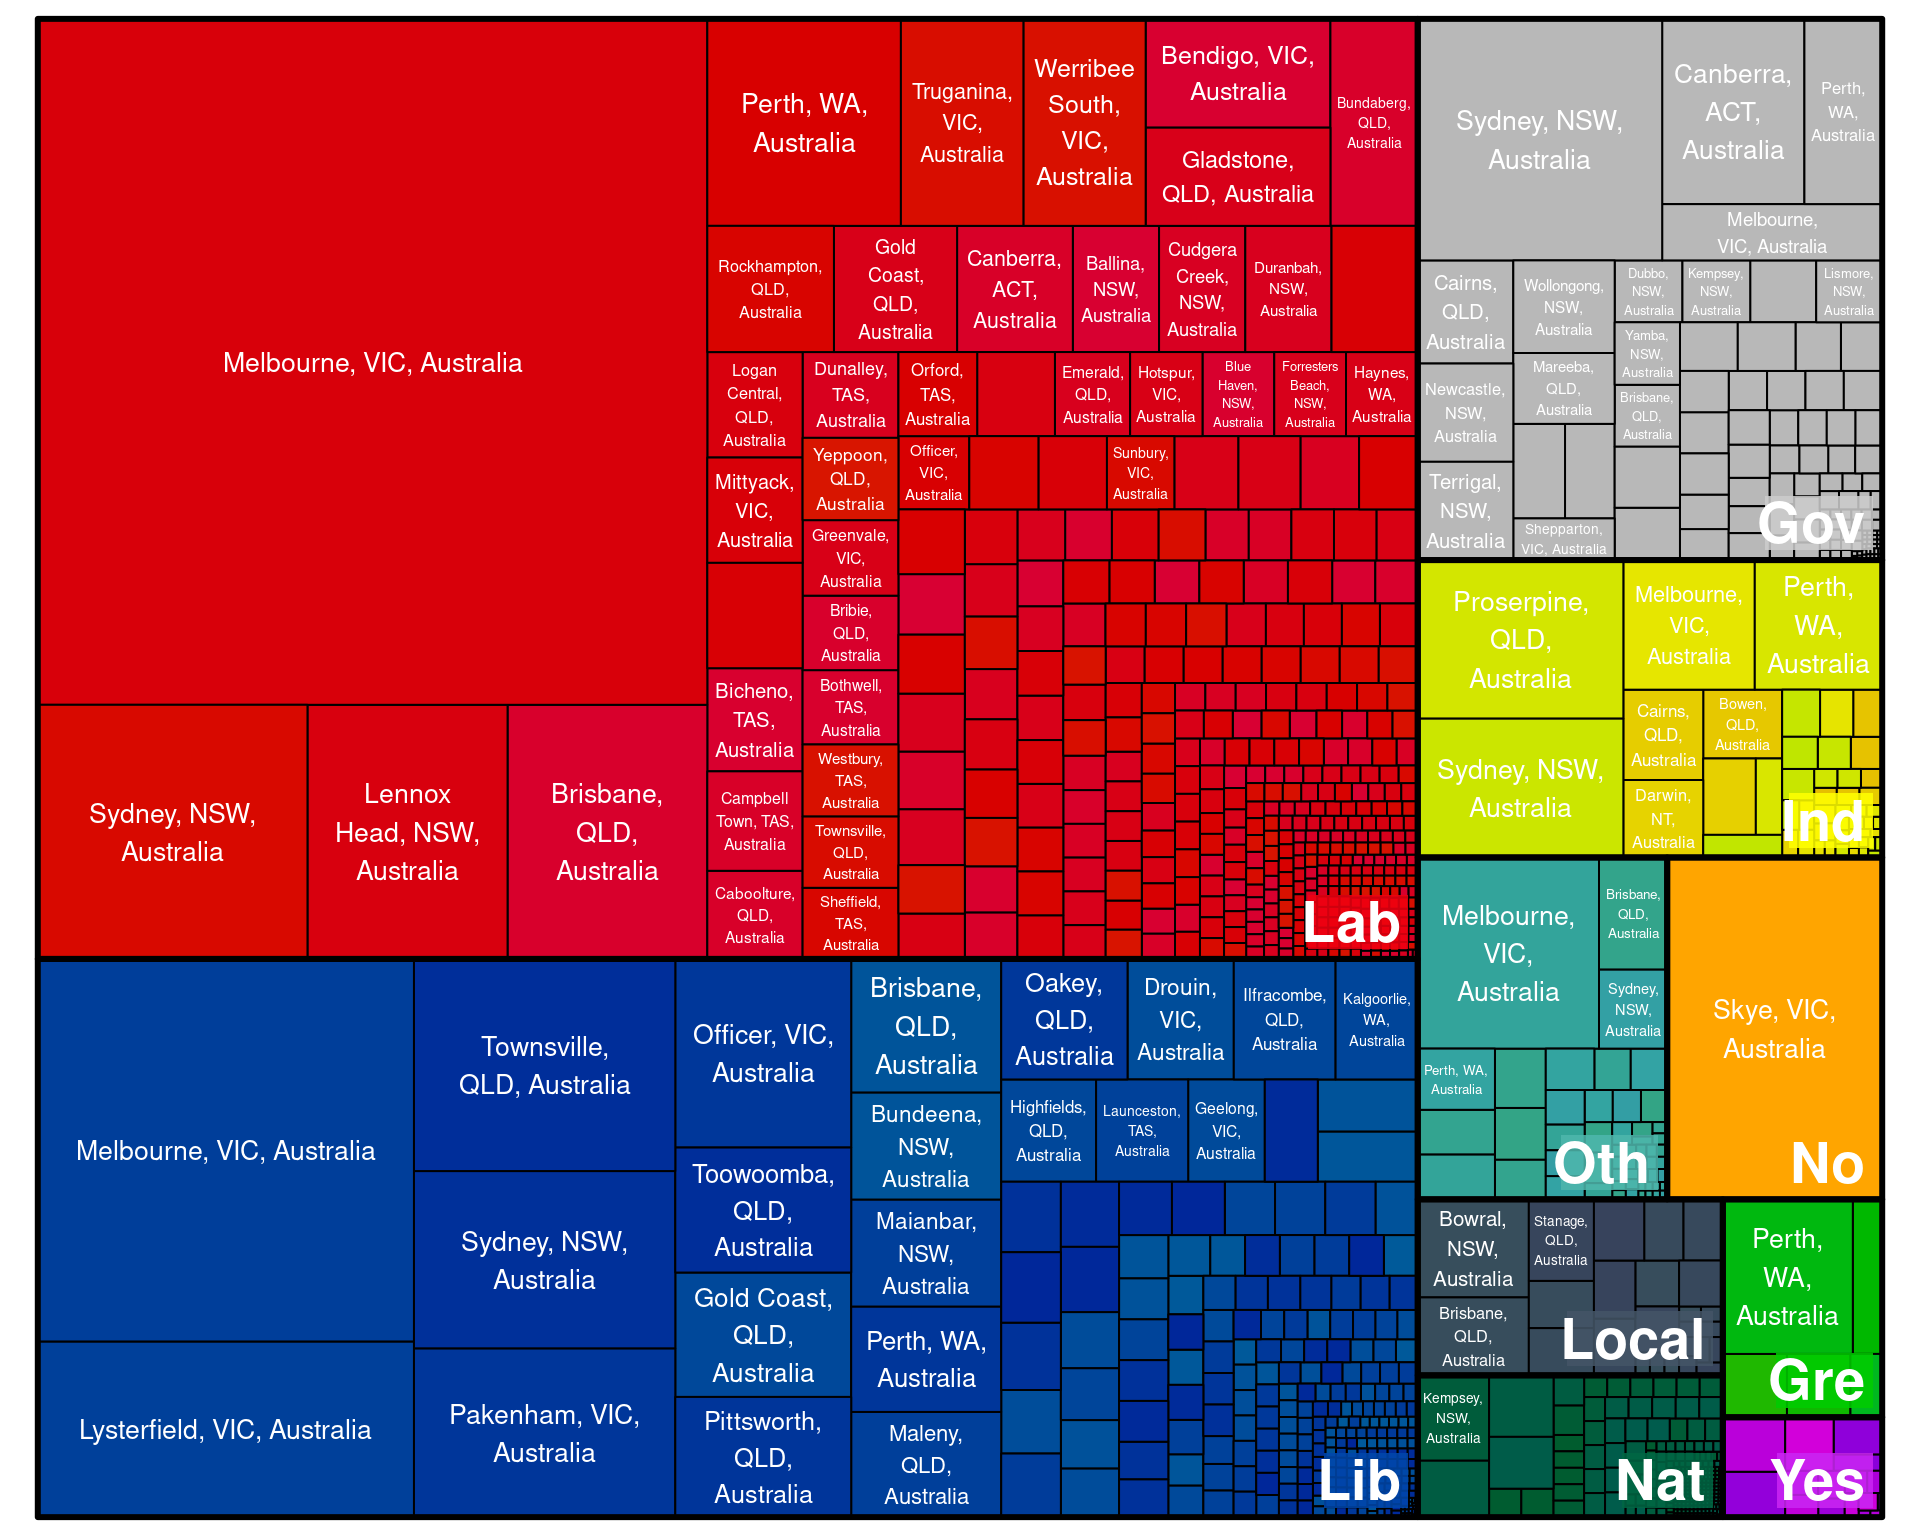 Melbourne, VIC, Australia
Sydney, NSW,
Australia
Lennox
Head, NSW,
Australia
Brisbane,
QLD,
Australia
Perth, WA,
Australia
Truganina,
VIC,
Australia
Werribee
South,
VIC,
Australia
Bendigo, VIC,
Australia
Gladstone,
QLD, Australia
Bundaberg,
QLD,
Australia
Rockhampton,
QLD,
Australia
Gold
Coast,
QLD,
Australia
Canberra,
ACT,
Australia
Ballina,
NSW,
Australia
Cudgera
Creek,
NSW,
Australia
Duranbah,
NSW,
Australia
Logan
Central,
QLD,
Australia
Mittyack,
VIC,
Australia
Bicheno,
TAS,
Australia
Campbell
Town, TAS,
Australia
Caboolture,
QLD,
Australia
Dunalley,
TAS,
Australia
Yeppoon,
QLD,
Australia
Greenvale,
VIC,
Australia
Bribie,
QLD,
Australia
Bothwell,
TAS,
Australia
Westbury,
TAS,
Australia
Townsville,
QLD,
Australia
Sheffield,
TAS,
Australia
Orford,
TAS,
Australia
Emerald,
QLD,
Australia
Hotspur,
VIC,
Australia
Blue
Haven,
NSW,
Australia
Forresters
Beach,
NSW,
Australia
Haynes,
WA,
Australia
Officer,
VIC,
Australia
Sunbury,
VIC,
Australia
Lab
Melbourne, VIC, Australia
Lysterfield, VIC, Australia
Townsville,
QLD, Australia
Sydney, NSW,
Australia
Pakenham, VIC,
Australia
Officer, VIC,
Australia
Toowoomba,
QLD,
Australia
Gold Coast,
QLD,
Australia
Pittsworth,
QLD,
Australia
Brisbane,
QLD,
Australia
Bundeena,
NSW,
Australia
Maianbar,
NSW,
Australia
Perth, WA,
Australia
Maleny,
QLD,
Australia
Oakey,
QLD,
Australia
Drouin,
VIC,
Australia
Ilfracombe,
QLD,
Australia
Kalgoorlie,
WA,
Australia
Highfields,
QLD,
Australia
Launceston,
TAS,
Australia
Geelong,
VIC,
Australia
Lib
Sydney, NSW,
Australia
Canberra,
ACT,
Australia
Perth,
WA,
Australia
Melbourne,
VIC, Australia
Cairns,
QLD,
Australia
Newcastle,
NSW,
Australia
Terrigal,
NSW,
Australia
Wollongong,
NSW,
Australia
Mareeba,
QLD,
Australia
Shepparton,
VIC, Australia
Dubbo,
NSW,
Australia
Kempsey,
NSW,
Australia
Lismore,
NSW,
Australia
Yamba,
NSW,
Australia
Brisbane,
QLD,
Australia
Gov
Proserpine,
QLD,
Australia
Sydney, NSW,
Australia
Melbourne,
VIC,
Australia
Perth,
WA,
Australia
Cairns,
QLD,
Australia
Bowen,
QLD,
Australia
Darwin,
NT,
Australia
Ind
Melbourne,
VIC,
Australia
Brisbane,
QLD,
Australia
Sydney,
NSW,
Australia
Perth, WA,
Australia
Oth
Skye, VIC,
Australia
No
Bowral,
NSW,
Australia
Brisbane,
QLD,
Australia
Stanage,
QLD,
Australia
Local
Perth,
WA,
Australia
Gre
Kempsey,
NSW,
Australia
Nat
Yes